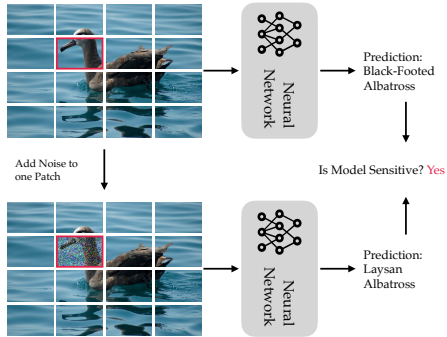 Neural
Network
Prediction:
Black-Footed
Albatross
Add Noise to
one Patch
Is Model Sensitive? Yes
Neural
Network
Prediction:
Laysan
Albatross